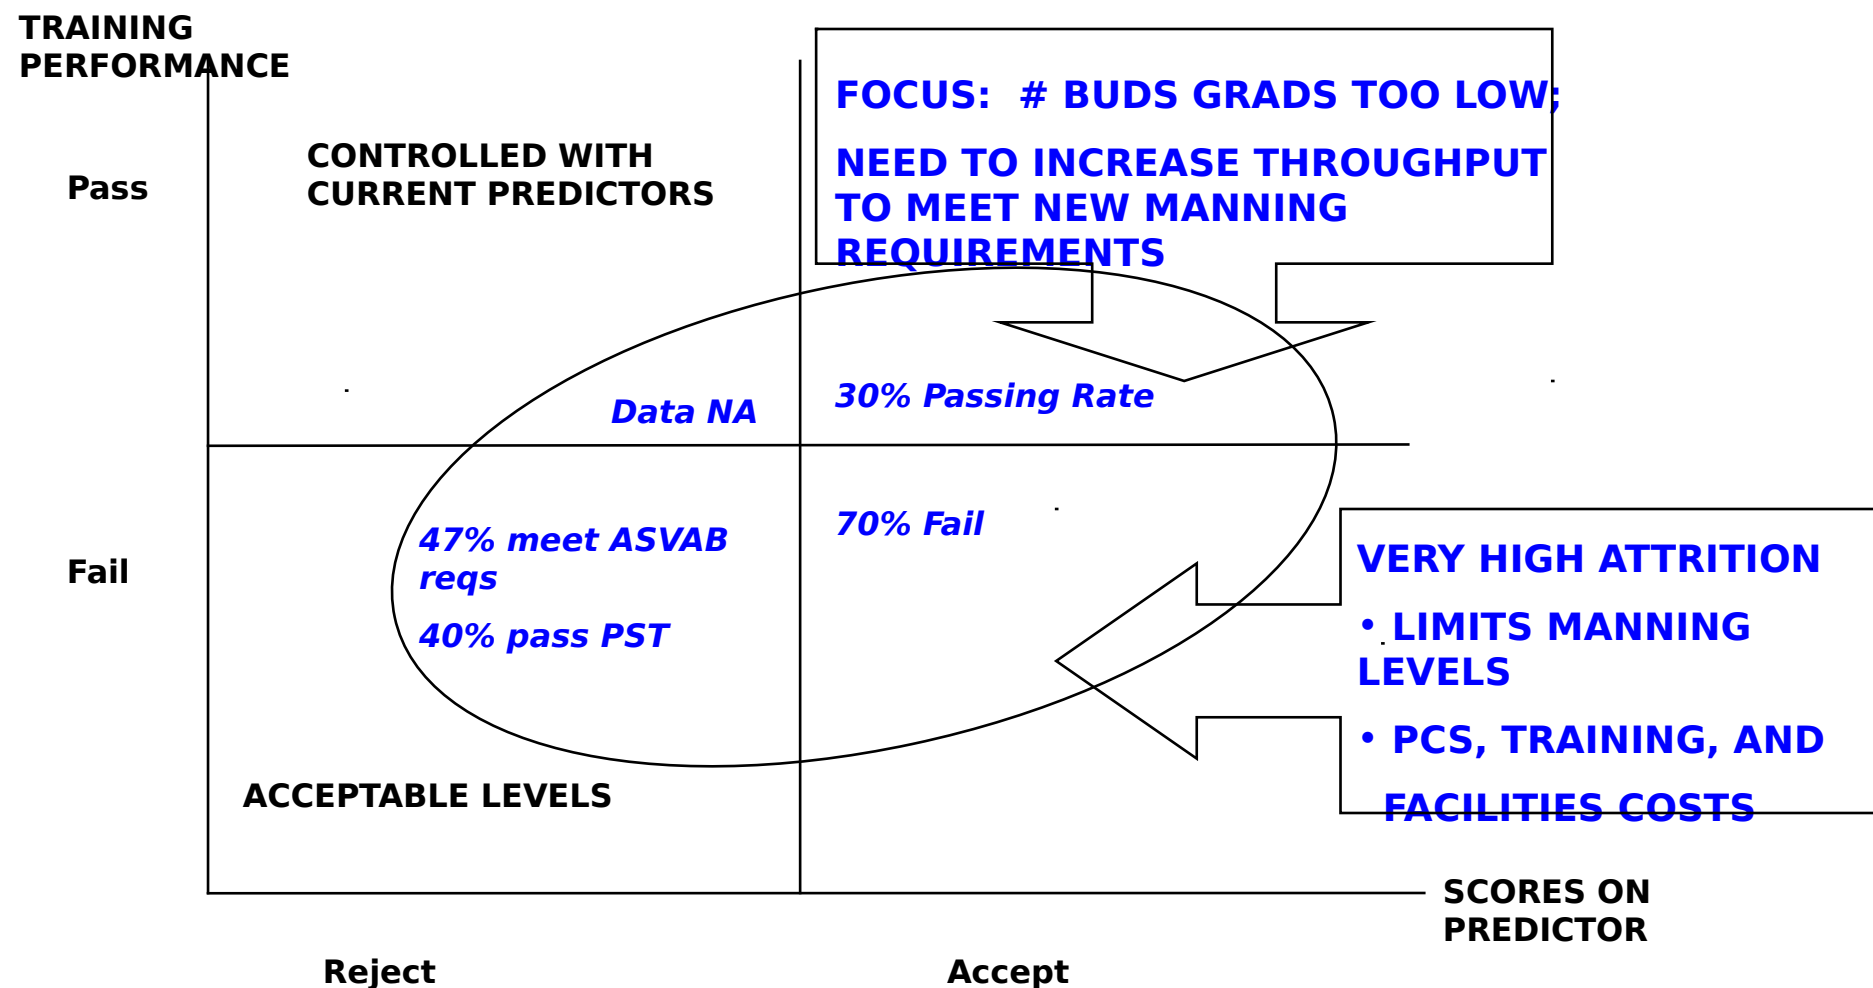 TRAINING
PERFORMANCE
FOCUS:  # BUDS GRADS TOO LOW;
NEED TO INCREASE THROUGHPUT
TO MEET NEW MANNING
REQUIREMENTS
CONTROLLED WITH
CURRENT PREDICTORS
Pass
Data NA
30% Passing Rate
47% meet ASVAB
reqs
40% pass PST
70% Fail
Fail
VERY HIGH ATTRITION
• LIMITS MANNING
LEVELS
• PCS, TRAINING, AND
FACILITIES COSTS
ACCEPTABLE LEVELS
SCORES ON
PREDICTOR
Reject
Accept